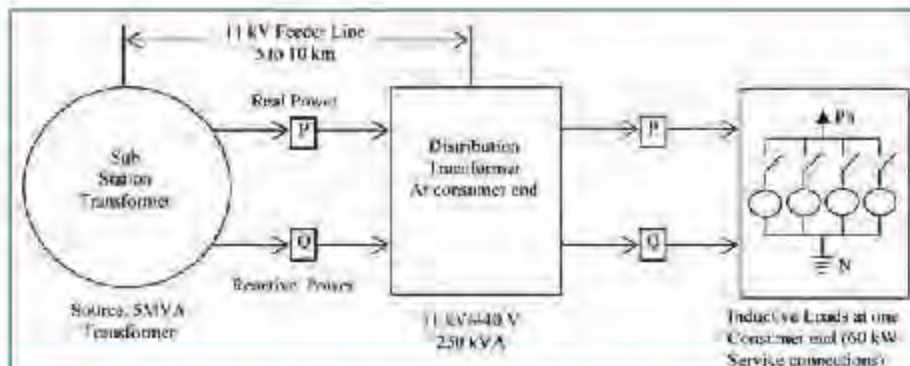 11 kV Feeder Line
5 to 10 km
Real Power
P
P
Ph
Sub
Station
Transformer
Distribution
Transformer
At consumer end
Q
Q
N
Reactive Power
Source, 5MVA
Transformer
11 kV/440 V
250 kVA
Inductive Loads at one
Consumer end (60 kW
Service connections)